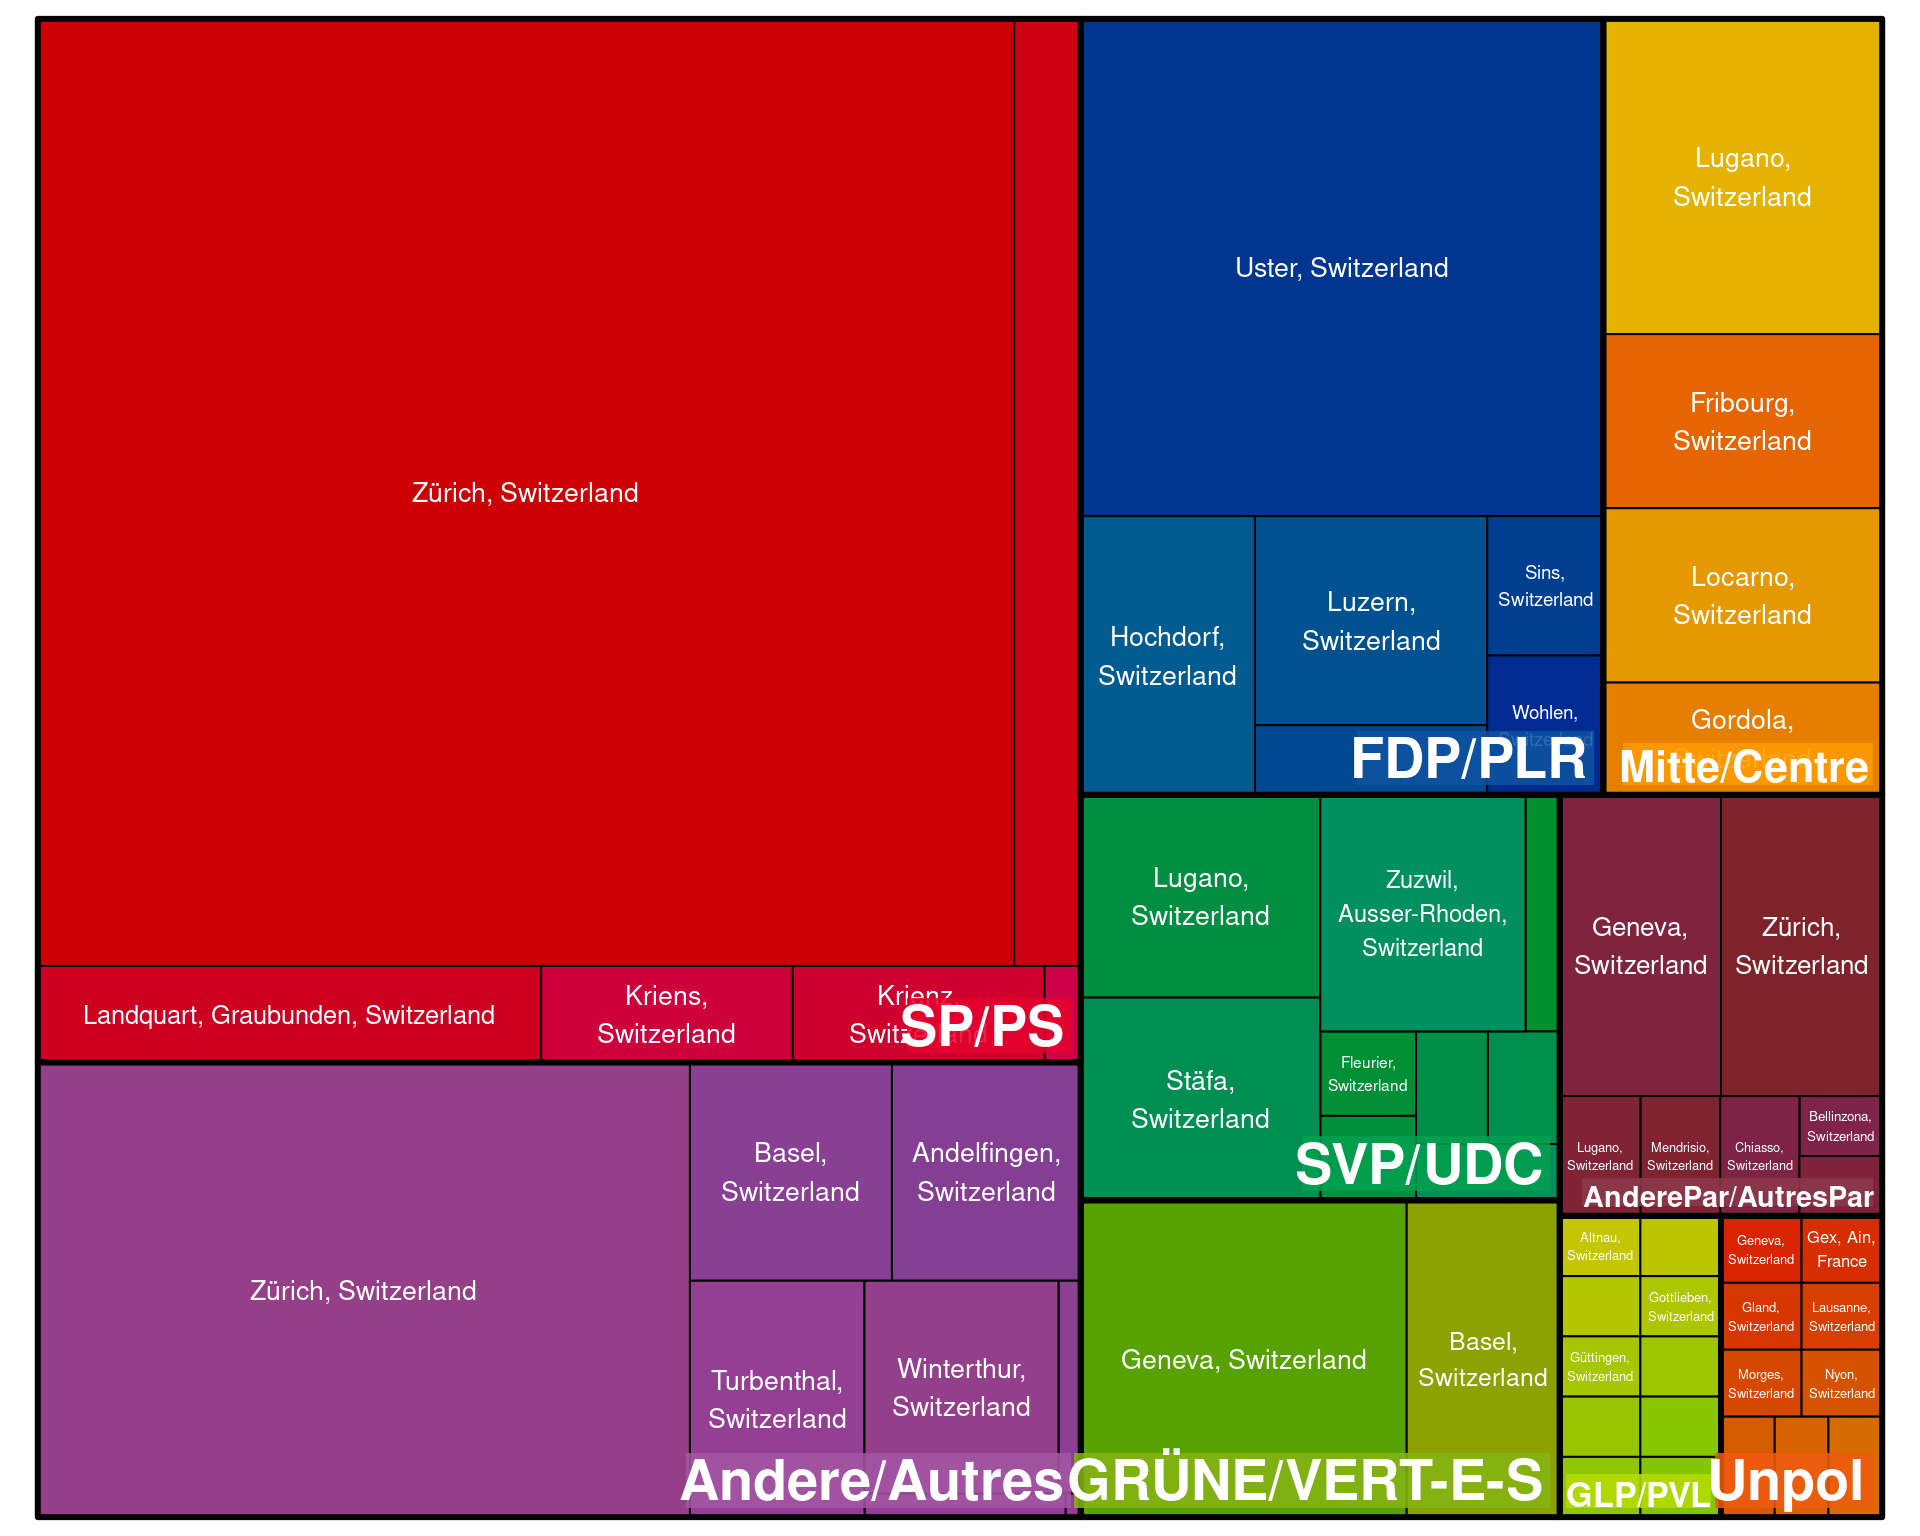 Zürich, Switzerland
Landquart, Graubunden, Switzerland
Kriens,
Switzerland
Krienz,
Switzerland
SP/PS
Zürich, Switzerland
Basel,
Switzerland
Andelfingen,
Switzerland
Turbenthal,
Switzerland
Winterthur,
Switzerland
Andere/Autres
Uster, Switzerland
Hochdorf,
Switzerland
Luzern,
Switzerland
Sins,
Switzerland
Wohlen,
Switzerland
FDP/PLR
Lugano,
Switzerland
Fribourg,
Switzerland
Locarno,
Switzerland
Gordola,
Switzerland
Mitte/Centre
Lugano,
Switzerland
Zuzwil,
Ausser-Rhoden,
Switzerland
Stäfa,
Switzerland
Fleurier,
Switzerland
SVP/UDC
Geneva,
Switzerland
Zürich,
Switzerland
Lugano,
Switzerland
Mendrisio,
Switzerland
Chiasso,
Switzerland
Bellinzona,
Switzerland
AnderePar/AutresPar
Geneva, Switzerland
Basel,
Switzerland
GRÜNE/VERT-E-S
Altnau,
Switzerland
Gottlieben,
Switzerland
Güttingen,
Switzerland
GLP/PVL
Geneva,
Switzerland
Gex, Ain,
France
Gland,
Switzerland
Lausanne,
Switzerland
Morges,
Switzerland
Nyon,
Switzerland
Unpol